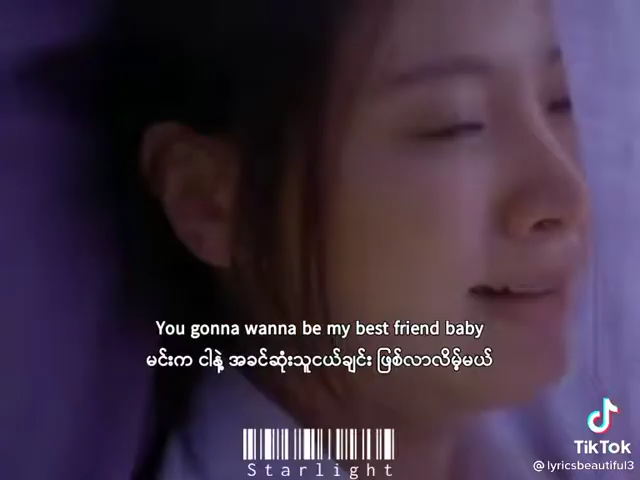 You gonna wanna be my best friend baby
မင်းက ငါနဲ့ အခင်ဆုံးသူငယ်ချင်း ဖြစ်လာလိမ့်မယ်
Starlight
TikTok
@lyricsbeautiful3